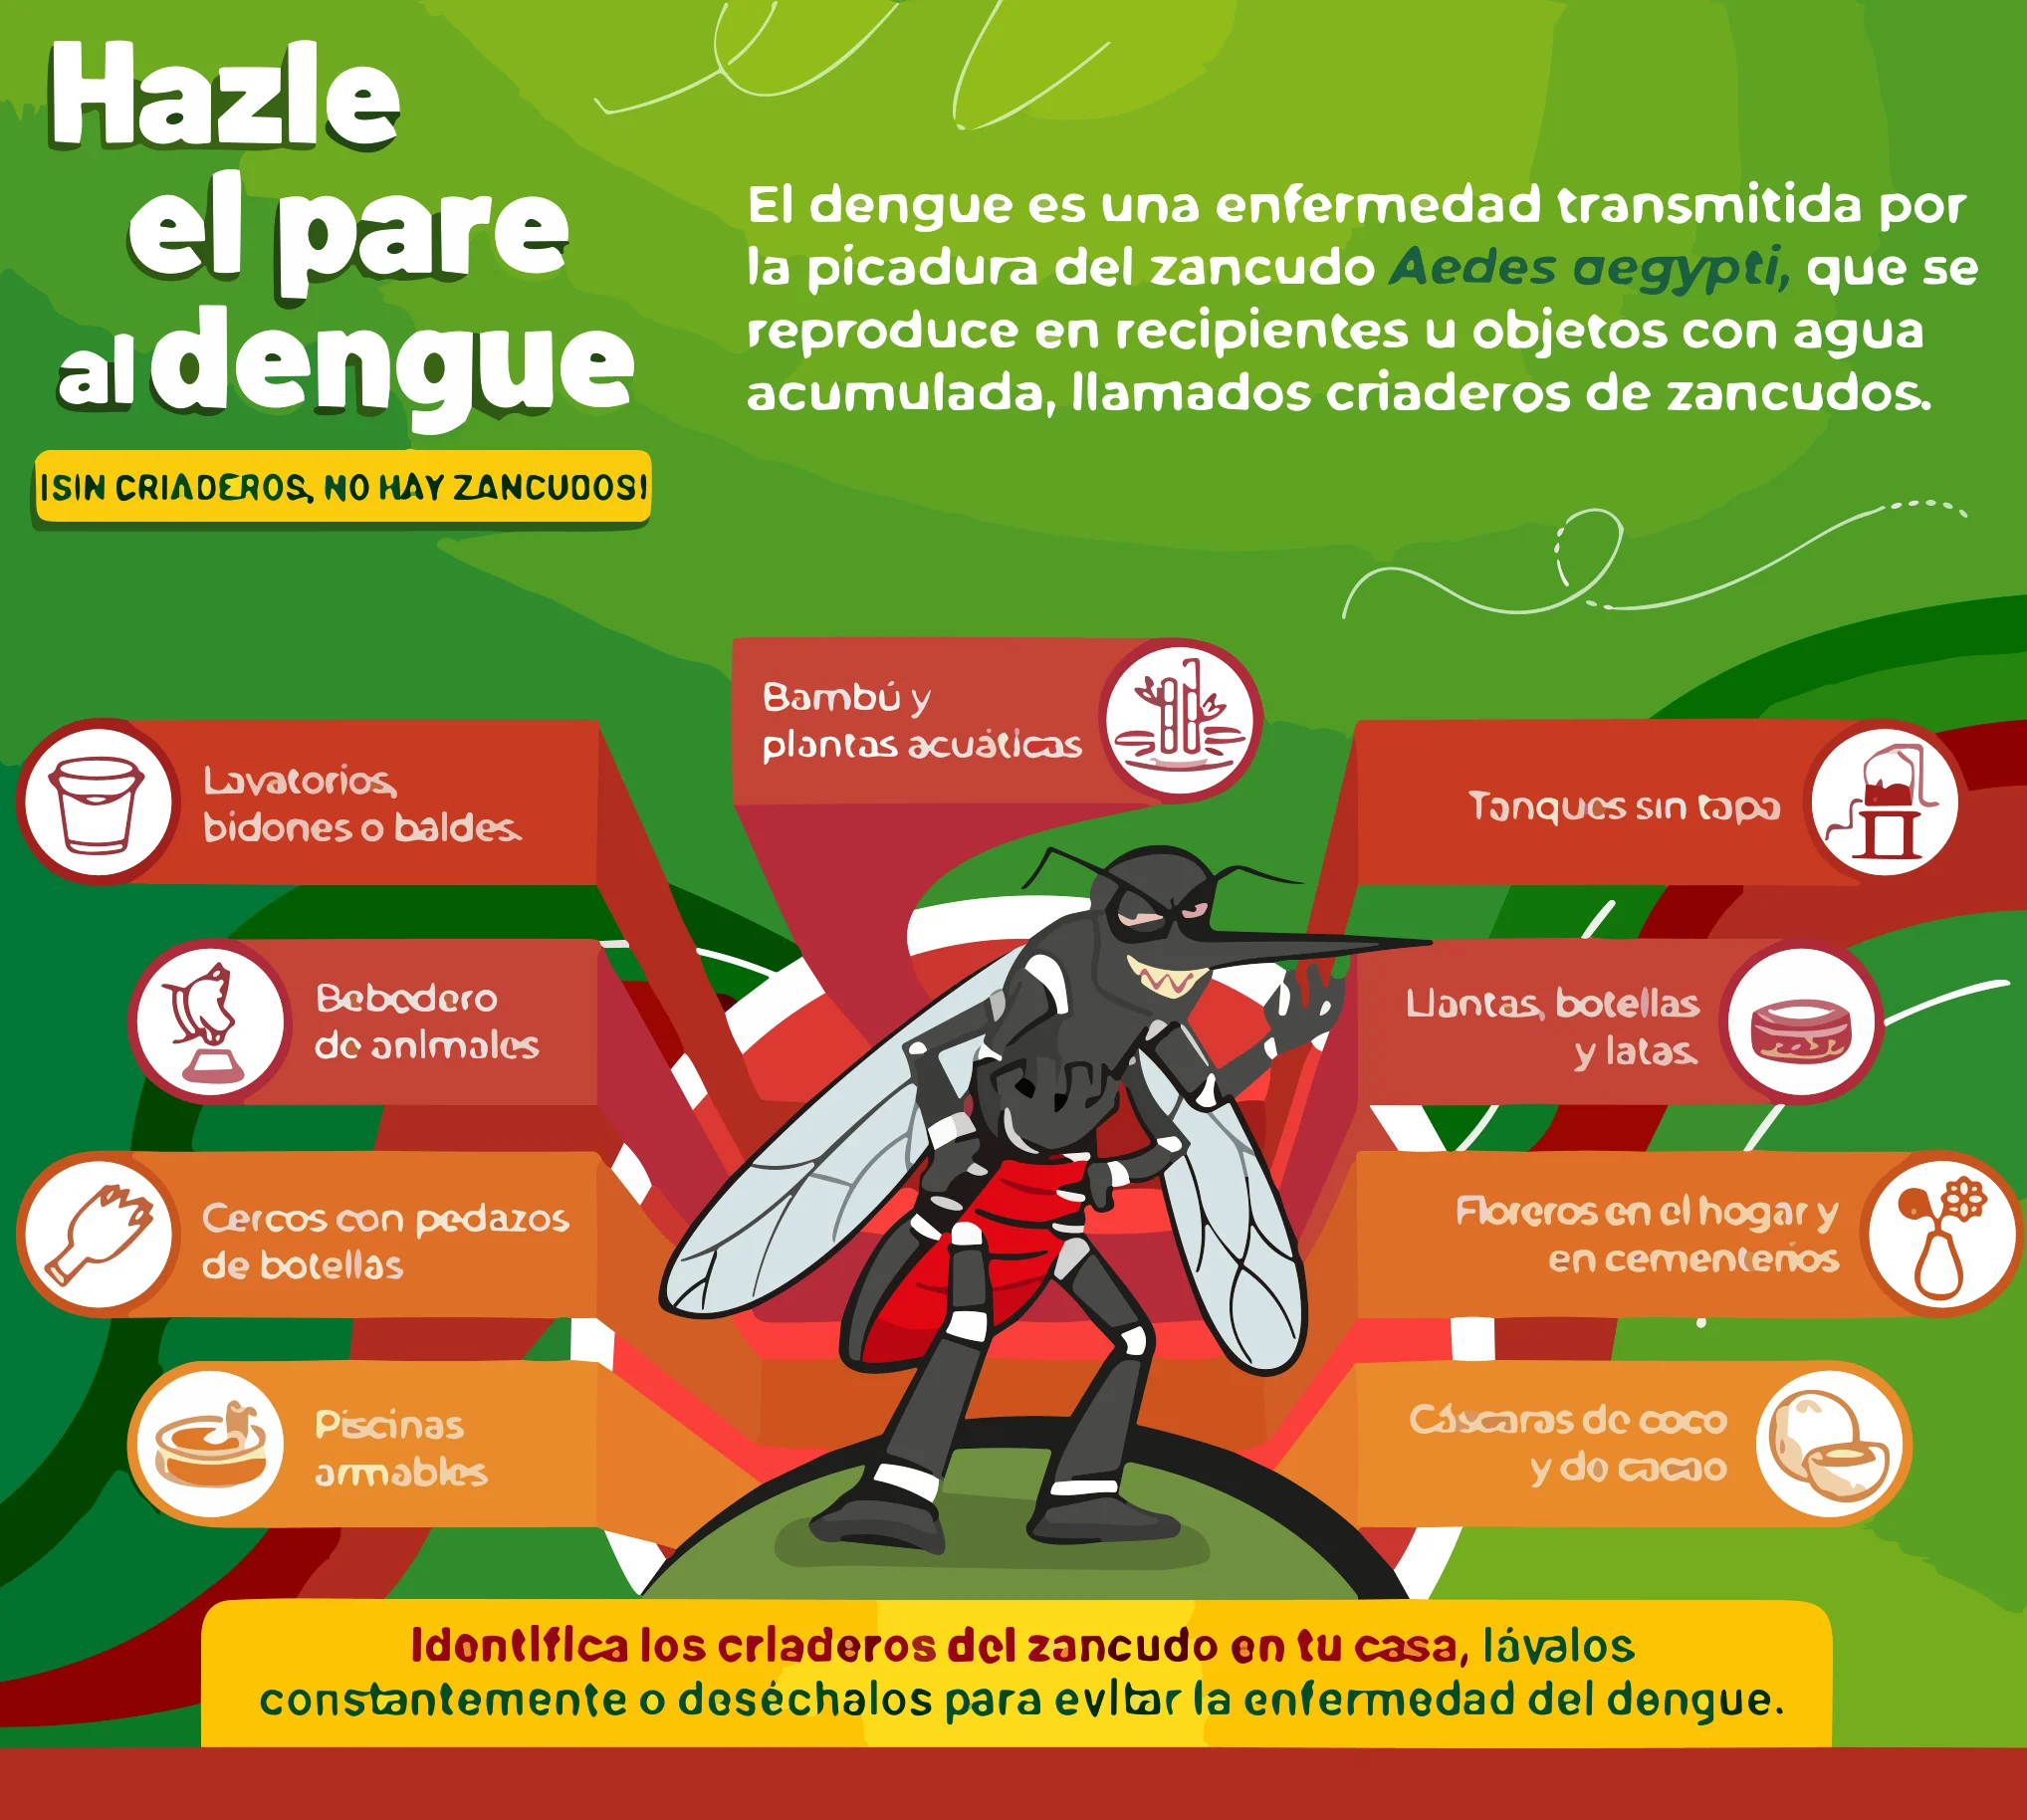 Hazle
el pare
al dengue
¡SIN CRIADEROS, NO HAY ZANCUDOS!
El dengue es una enfermedad transmitida por
la picadura del zancudo Aedes aegypti, que se
reproduce en recipientes u objetos con agua
acumulada, llamados criaderos de zancudos.
Bambú y
plantas acuáticas
Lavatorios,
bidones o baldes.
Bebedero
de animales
Cercos con pedazos
de botellas
Piscinas
armables
Tanques sin tapa
Llantas, botellas
y latas.
Floreros en el hogar y
en cementerios
Cáscaras de coco
y de cacao
Identifica los criaderos del zancudo en tu casa, lávalos
constantemente o deséchalos para evitar la enfermedad del dengue.